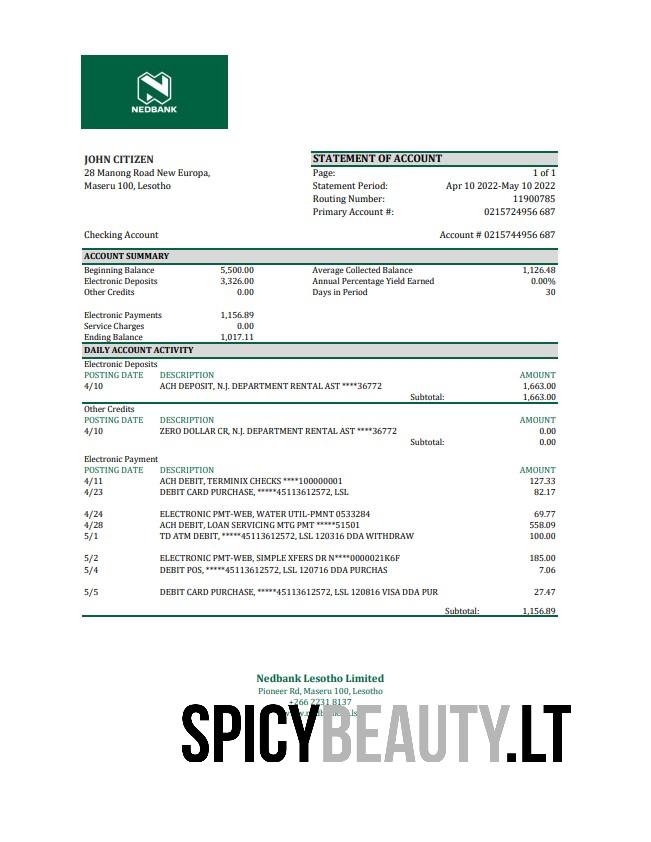 NEDBANK
JOHN CITIZEN
28 Manong Road New Europa,
Maseru 100, Lesotho
STATEMENT OF ACCOUNT
Page: 1 of 1
Statement Period: Apr 10 2022-May 10 2022
Routing Number: 11900785
Primary Account #: 0215724956 687
Checking Account Account # 0215744956 687
ACCOUNT SUMMARY
Beginning Balance 5,500.00 Average Collected Balance 1,126.48
Electronic Deposits 3,326.00 Annual Percentage Yield Earned 0.00%
Other Credits 0.00 Days in Period 30
Electronic Payments 1,156.89
Service Charges 0.00
Ending Balance 1,017.11
DAILY ACCOUNT ACTIVITY
Electronic Deposits
POSTING DATE DESCRIPTION AMOUNT
4/10 ACH DEPOSIT, N.J. DEPARTMENT RENTAL AST ****36772 1,663.00
Subtotal: 1,663.00
Other Credits
POSTING DATE DESCRIPTION AMOUNT
4/10 ZERO DOLLAR CR, N.J. DEPARTMENT RENTAL AST ****36772 0.00
Subtotal: 0.00
Electronic Payment
POSTING DATE DESCRIPTION AMOUNT
4/11 ACH DEBIT, TERMINIX CHECKS ****100000001 127.33
4/23 DEBIT CARD PURCHASE, *****45113612572, LSL 82.17
4/24 ELECTRONIC PMT-WEB, WATER UTIL-PMNT 0533284 69.77
4/28 ACH DEBIT, LOAN SERVICING MTG PMT *****51501 558.09
5/1 TD ATM DEBIT, *****45113612572, LSL 120316 DDA WITHDRAW 100.00
5/2 ELECTRONIC PMT-WEB, SIMPLE XFERS DR N****0000021K6F 185.00
5/4 DEBIT POS, *****45113612572, LSL 120716 DDA PURCHAS 7.06
5/5 DEBIT CARD PURCHASE, *****45113612572, LSL 120816 VISA DDA PUR 27.47
Subtotal: 1,156.89
Nedbank Lesotho Limited
Pioneer Rd, Maseru 100, Lesotho
+266 2231 8137
SPICYBEAUTY.LT